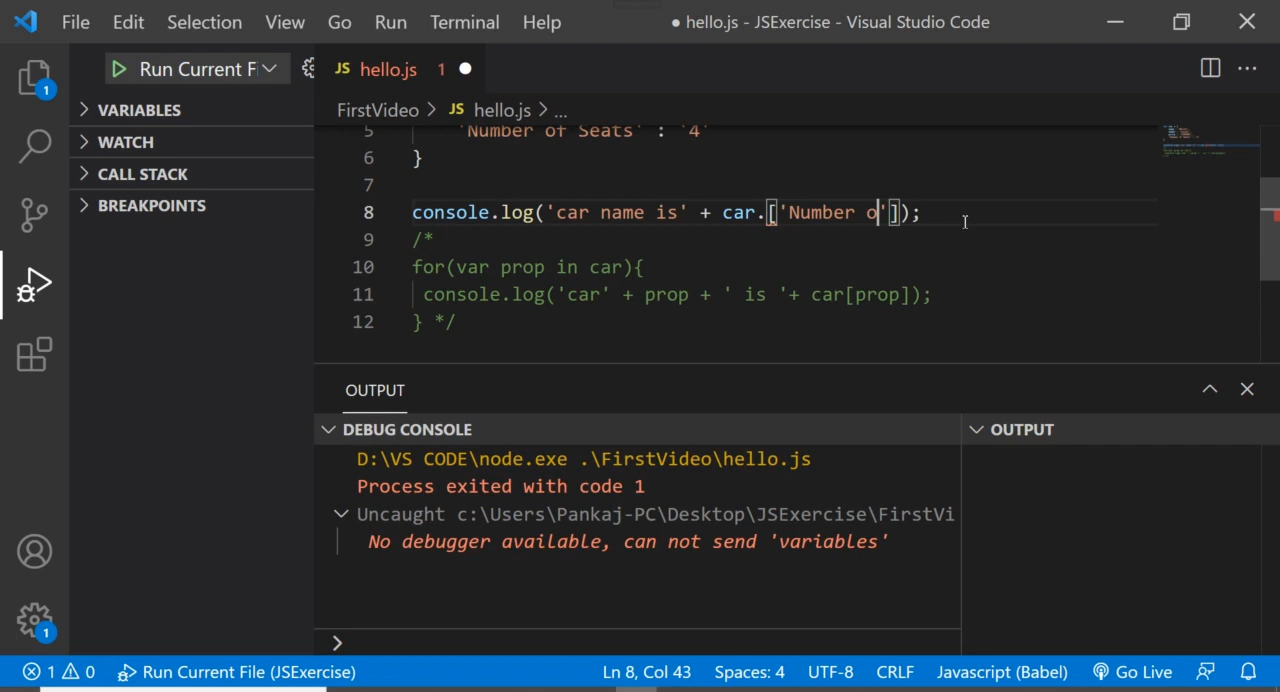 File Edit Selection View Go Run Terminal Help ● hello.js - JSExercise - Visual Studio Code
1
Run Current F
JS hello.js 1 ●
VARIABLES
WATCH
CALL STACK
BREAKPOINTS
FirstVideo > JS hello.js > ...
5 'Number of Seats' : '4'
6 }
7
8 console.log('car name is' + car.['Number o']);
9 /*
10 for(var prop in car){
11 console.log('car' + prop + ' is '+ car[prop]);
12 } */
OUTPUT
DEBUG CONSOLE
D:\VS CODE\node.exe .\FirstVideo\hello.js
Process exited with code 1
Uncaught c:\Users\Pankaj-PC\Desktop\JSExercise\FirstVi
No debugger available, can not send 'variables'
>
OUTPUT
1
1 0 Run Current File (JSExercise) Ln 8, Col 43 Spaces: 4 UTF-8 CRLF Javascript (Babel) Go Live